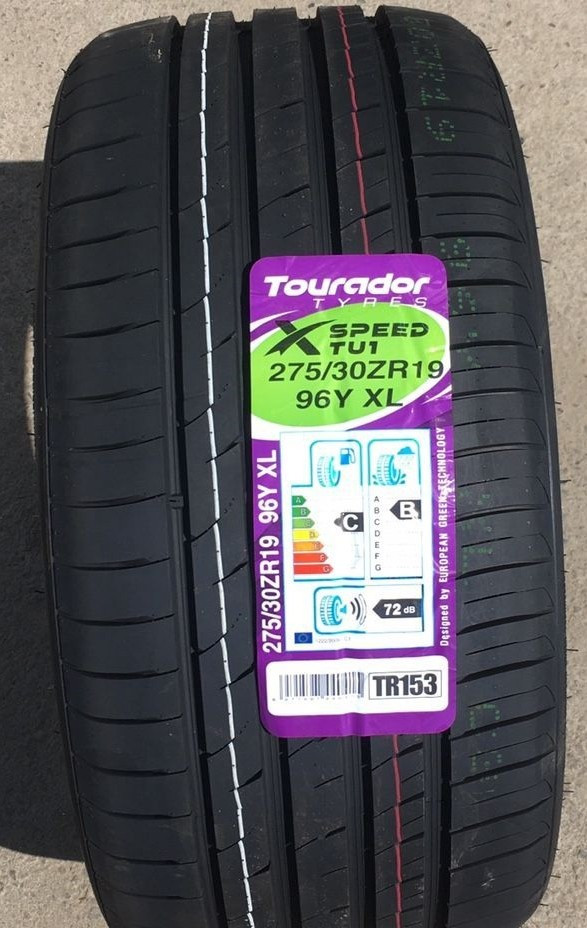 Tourador
TYRES
X SPEED
TU1
275/30ZR19
96Y XL
275/30ZR19 96Y XL
Designed by EUROPEAN GREEN TECHNOLOGY
A
B
C
D
E
F
G
C
A
B
C
D
E
F
G
B
72 dB
TR153